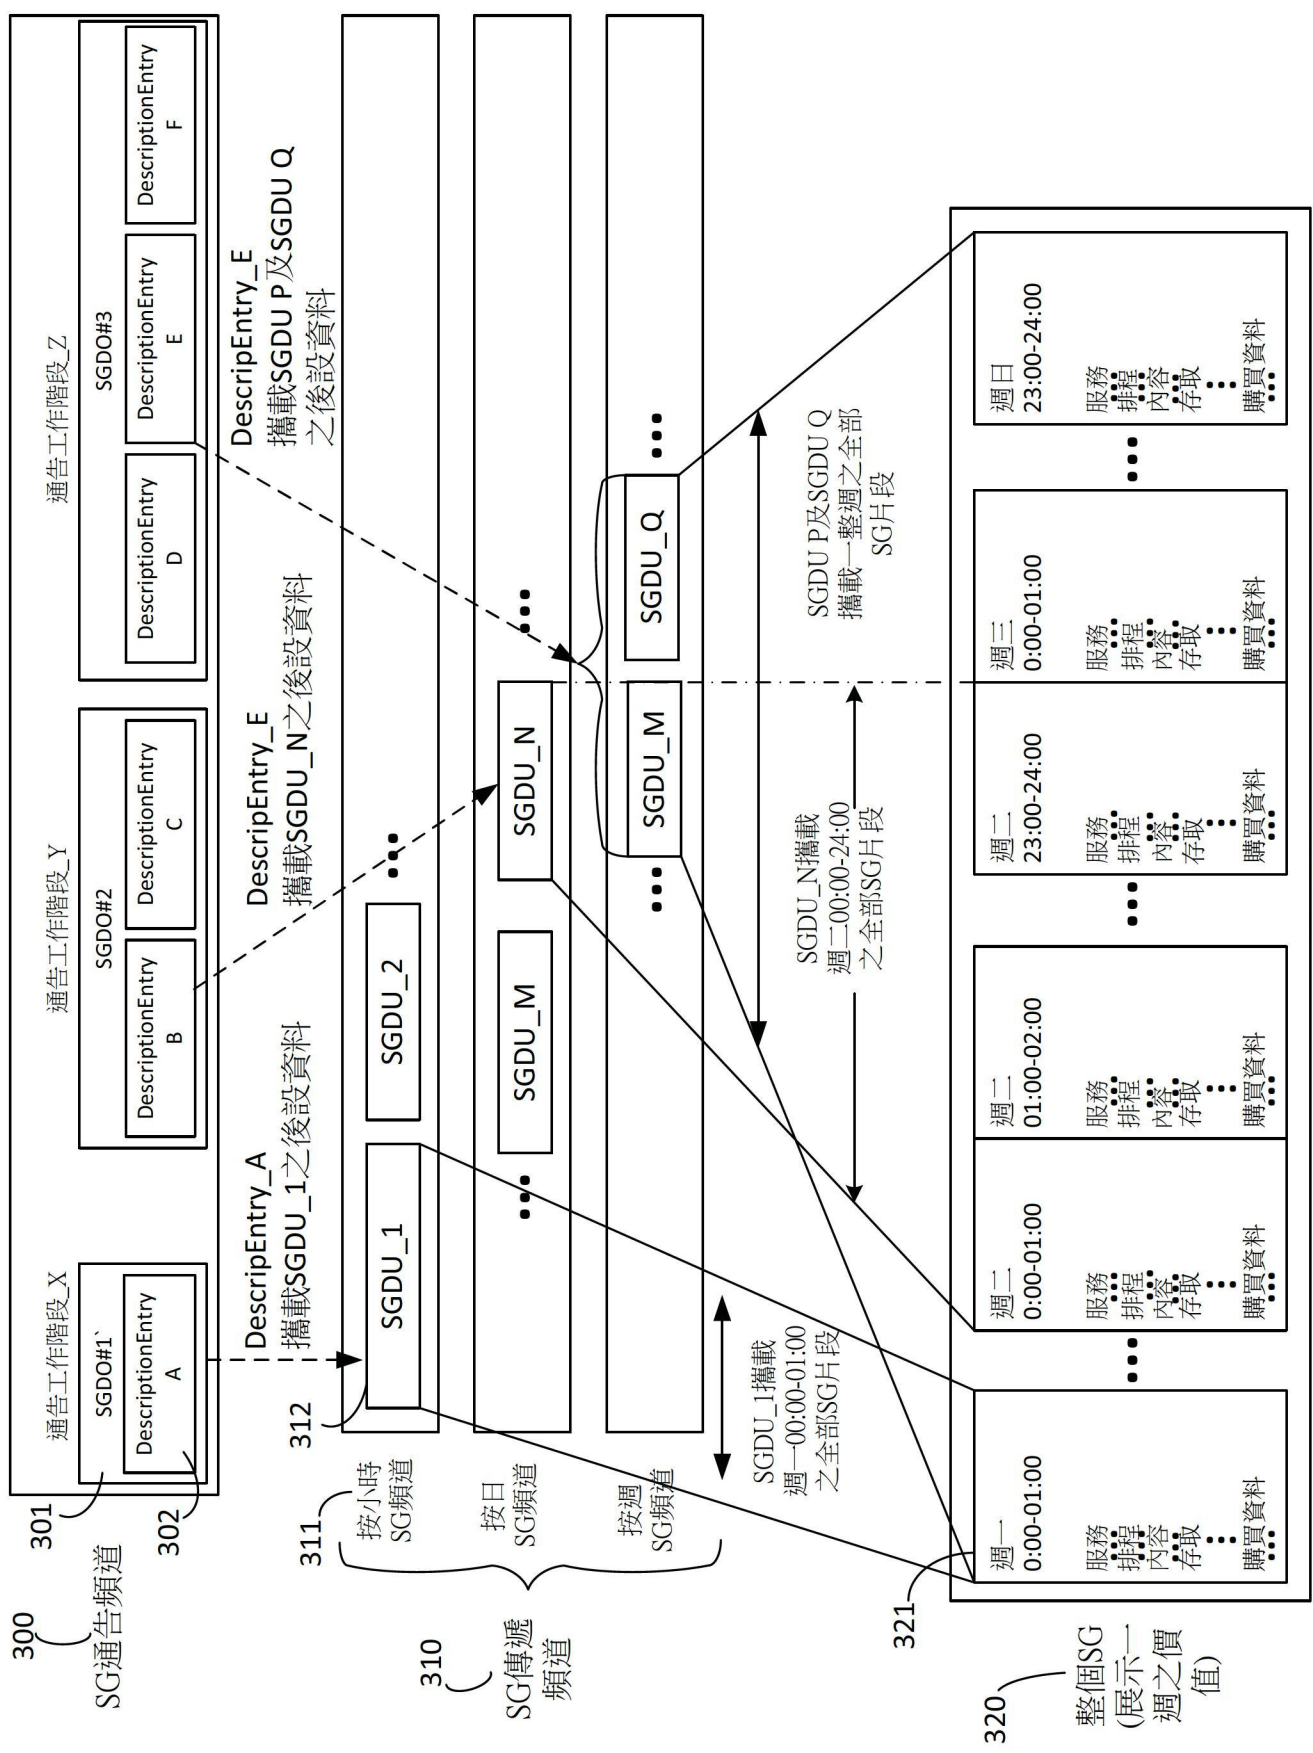 300
SG通告頻道
301
302
通告工作階段_X
SGDO#1`
DescriptionEntry
A
通告工作階段_Y
SGDO#2
DescriptionEntry
B
DescriptionEntry
C
通告工作階段_Z
SGDO#3
DescriptionEntry
D
DescriptionEntry
E
DescriptionEntry
F
DescripEntry_A
攜載SGDU_1之後設資料
DescripEntry_E
攜載SGDU_N之後設資料
DescripEntry_E
攜載SGDU P及SGDU Q
之後設資料
310
SG傳遞
頻道
311
按小時
SG頻道
312
SGDU_1
SGDU_2
•••
按日
SG頻道
•••
SGDU_M
SGDU_N
•••
按週
SG頻道
•••
SGDU_M
SGDU_Q
•••
SGDU_1攜載
週一00:00-01:00
之全部SG片段
SGDU_N攜載
週二00:00-24:00
之全部SG片段
SGDU P及SGDU Q
攜載一整週之全部
SG片段
320
整個SG
(展示一
週之價
值)
321
週一
0:00-01:00
服務
排程
內容
存取
購買資料
•••
週二
0:00-01:00
服務
排程
內容
存取
購買資料
週二
01:00-02:00
服務
排程
內容
存取
購買資料
•••
週二
23:00-24:00
服務
排程
內容
存取
購買資料
週三
0:00-01:00
服務
排程
內容
存取
購買資料
•••
週日
23:00-24:00
服務
排程
內容
存取
購買資料